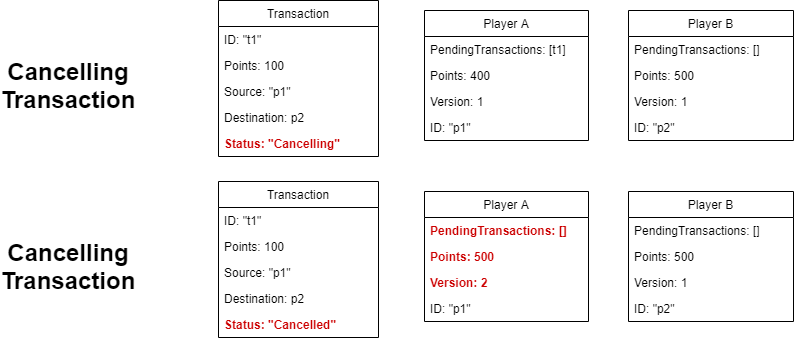 Cancelling
Transaction
Transaction
ID: "t1"
Points: 100
Source: "p1"
Destination: p2
Status: "Cancelling"
Player A
PendingTransactions: [t1]
Points: 400
Version: 1
ID: "p1"
Player B
PendingTransactions: []
Points: 500
Version: 1
ID: "p2"
Cancelling
Transaction
Transaction
ID: "t1"
Points: 100
Source: "p1"
Destination: p2
Status: "Cancelled"
Player A
PendingTransactions: []
Points: 500
Version: 2
ID: "p1"
Player B
PendingTransactions: []
Points: 500
Version: 1
ID: "p2"